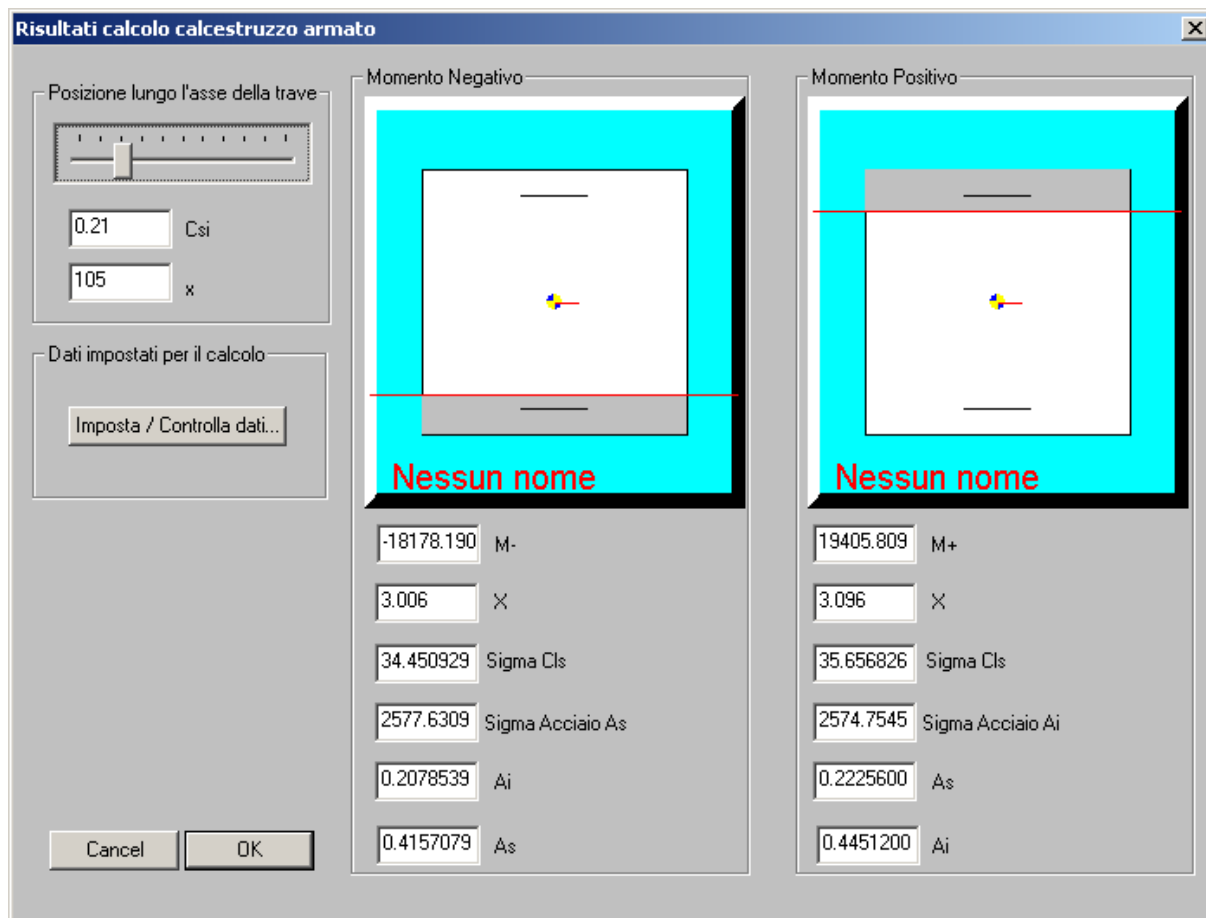 Risultati calcolo calcestruzzo armato
Posizione lungo l'asse della trave
0.21 Csi
105 x
Dati impostati per il calcolo
Imposta / Controlla dati...
Cancel
OK
Momento Negativo
Nessun nome
-18178.190 M-
3.006 X
34.450929 Sigma Cls
2577.6309 Sigma Acciaio As
0.2078539 Ai
0.4157079 As
Momento Positivo
Nessun nome
19405.809 M+
3.096 X
35.656826 Sigma Cls
2574.7545 Sigma Acciaio Ai
0.2225600 As
0.4451200 Ai